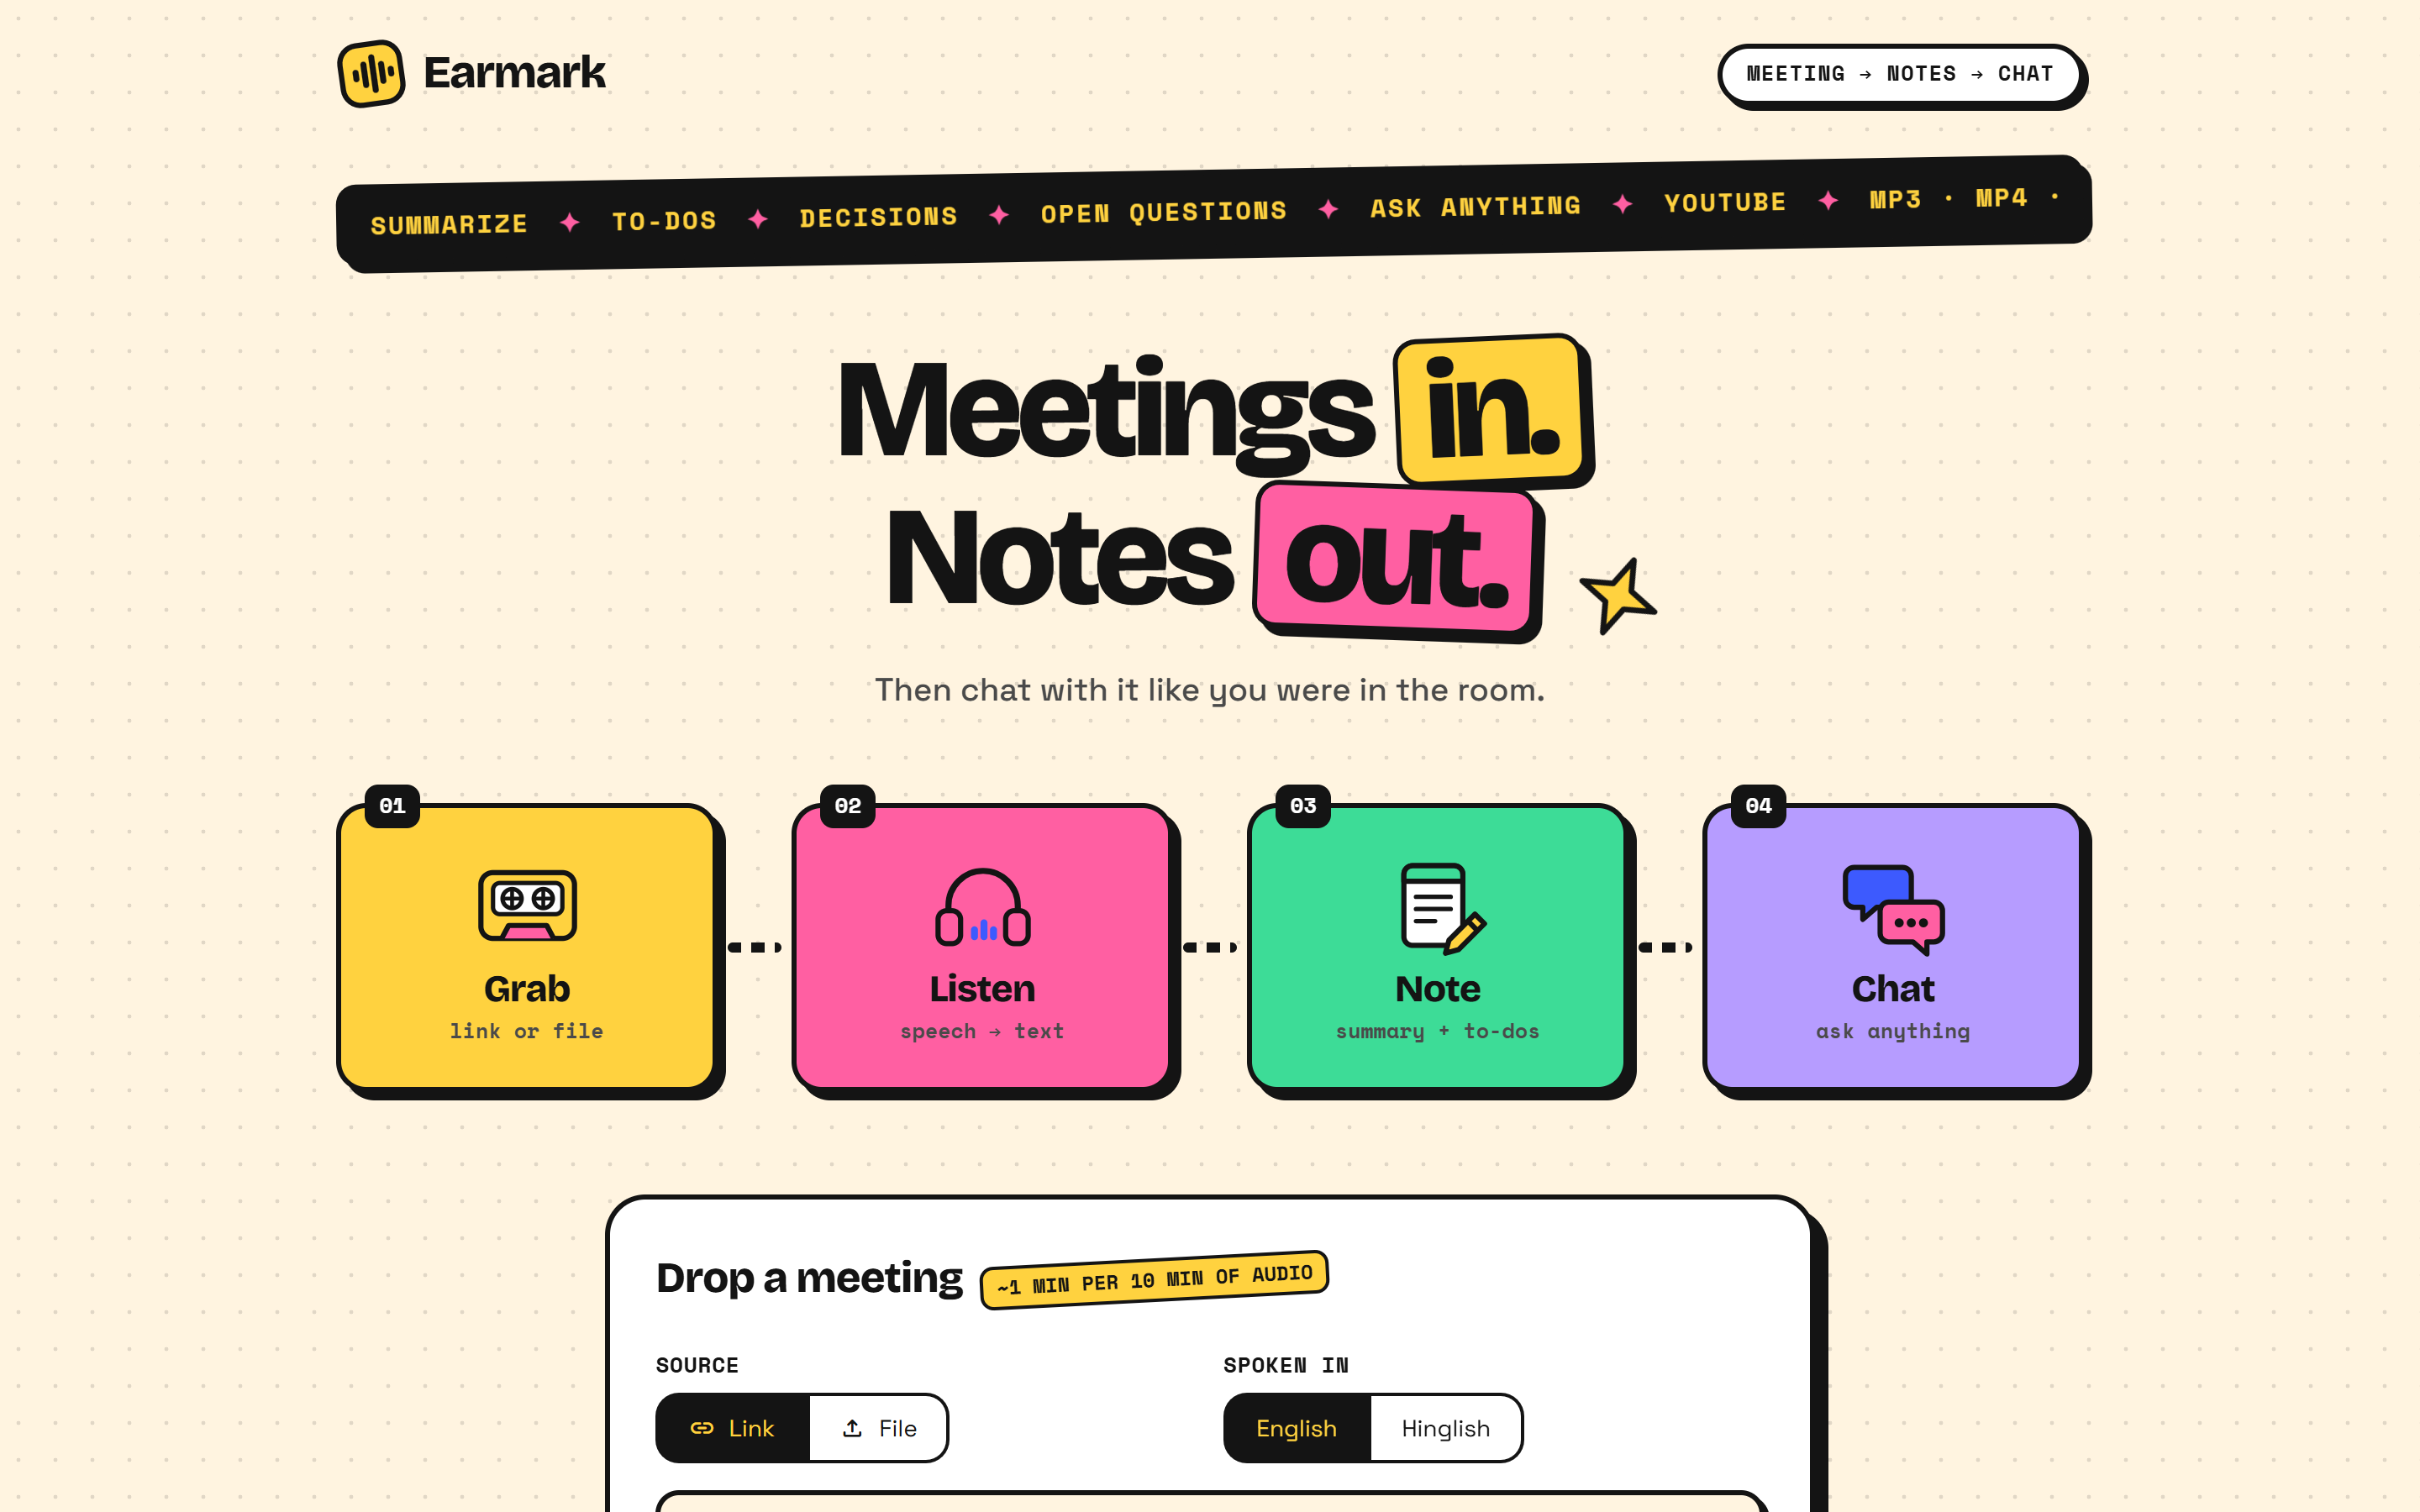 Earmark
MEETING → NOTES → CHAT
SUMMARIZE ✦ TO-DOS ✦ DECISIONS ✦ OPEN QUESTIONS ✦ ASK ANYTHING ✦ YOUTUBE ✦ MP3 · MP4 ·
Meetings in.
Notes out.
Then chat with it like you were in the room.
01
Grab
link or file
02
Listen
speech → text
03
Note
summary + to-dos
04
Chat
ask anything
Drop a meeting
~1 MIN PER 10 MIN OF AUDIO
SOURCE
Link
File
SPOKEN IN
English
Hinglish